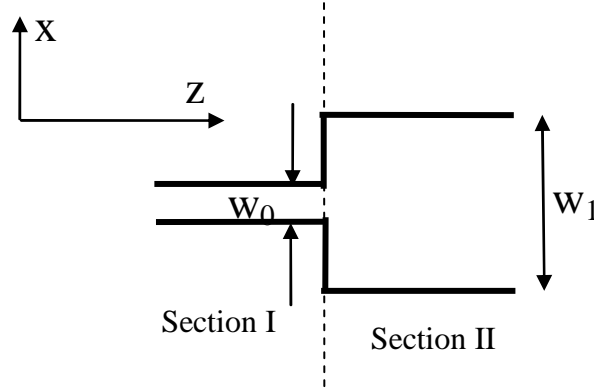 X
Z
w₀
w₁
Section I
Section II